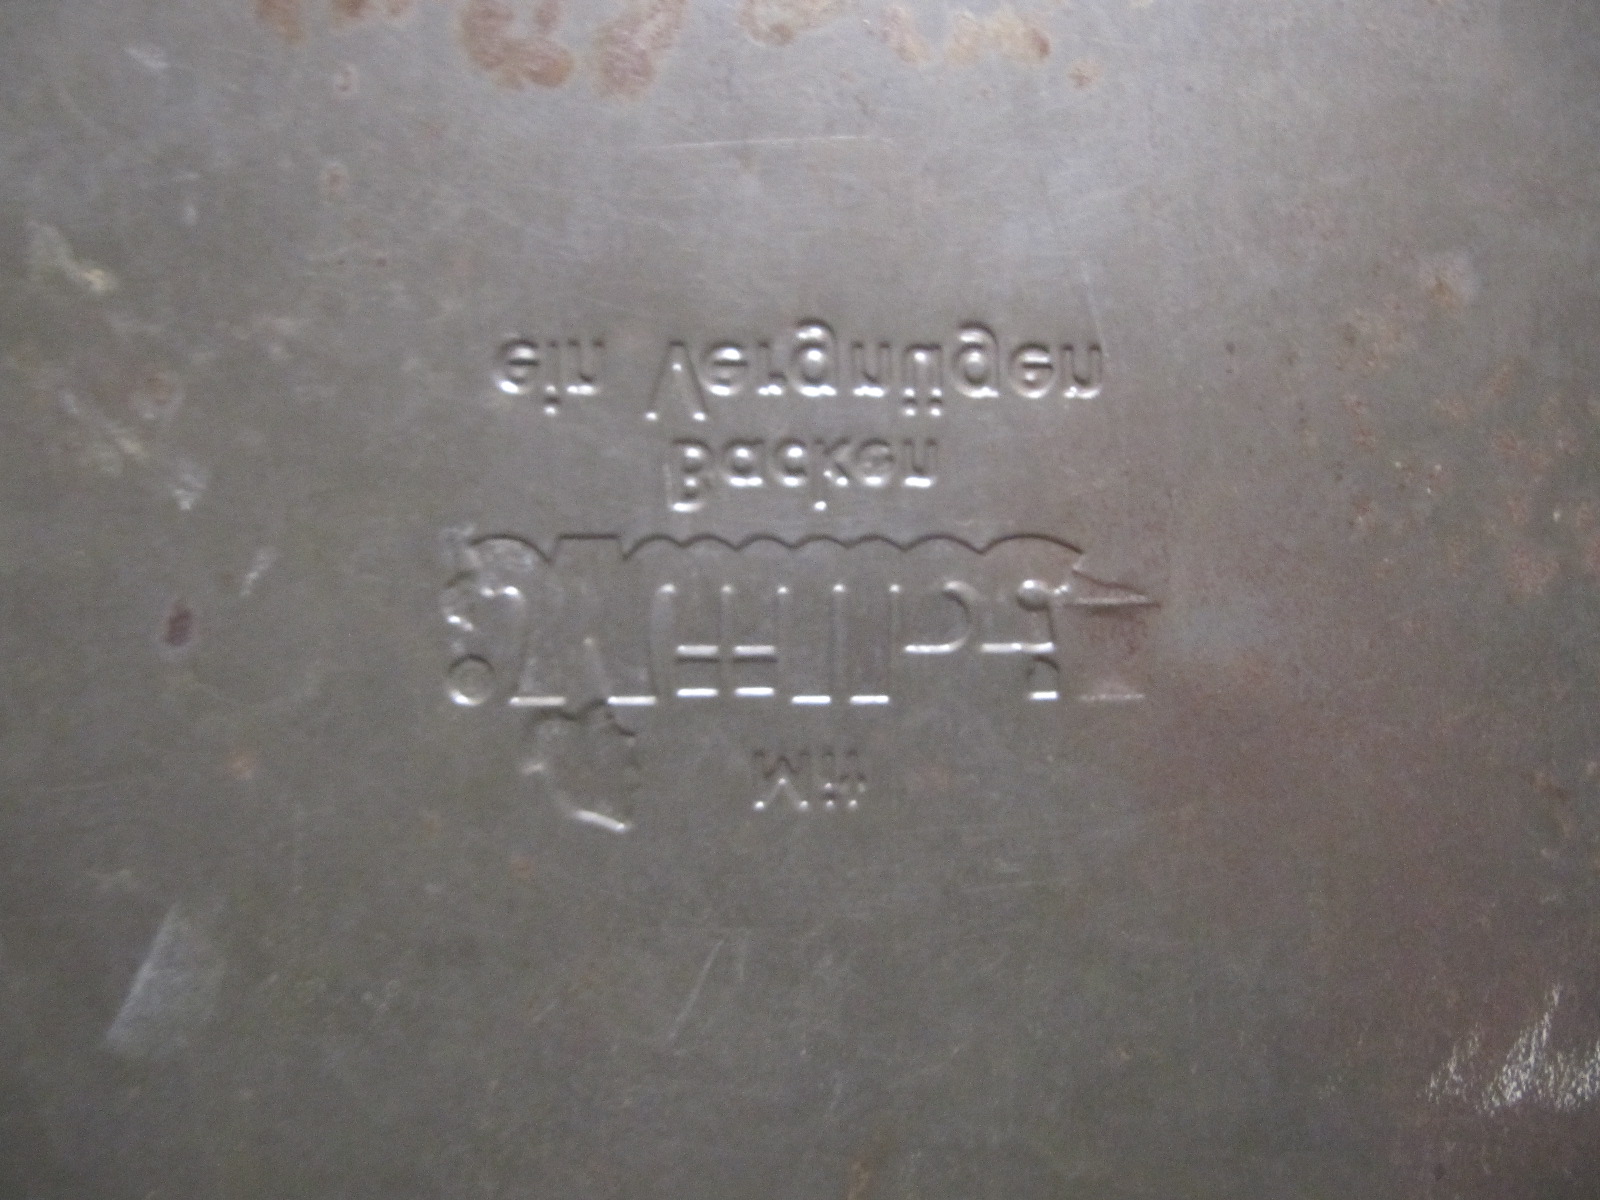 Mit
Backen
ein Vergnügen